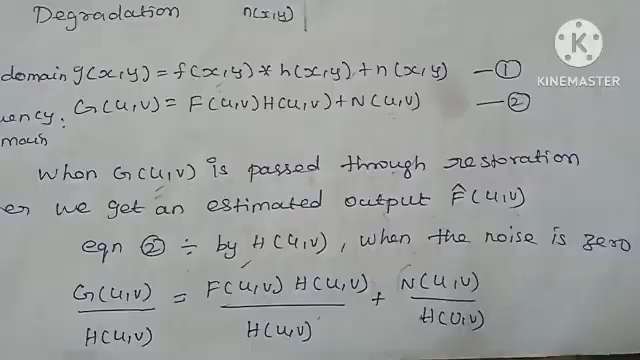 Degradation n(x,y)
KINEMASTER
domain g(x,y) = f(x,y) * h(x,y) + n(x,y) — ①
uency: G(u,v) = F(u,v) H(u,v) + N(u,v) — ②
main
When G(u,v) is passed through restoration
er we get an estimated output F̂(u,v)
eqn ② ÷ by H(u,v), when the noise is zero
G(u,v)/H(u,v) = F(u,v) H(u,v)/H(u,v) + N(u,v)/H(u,v)